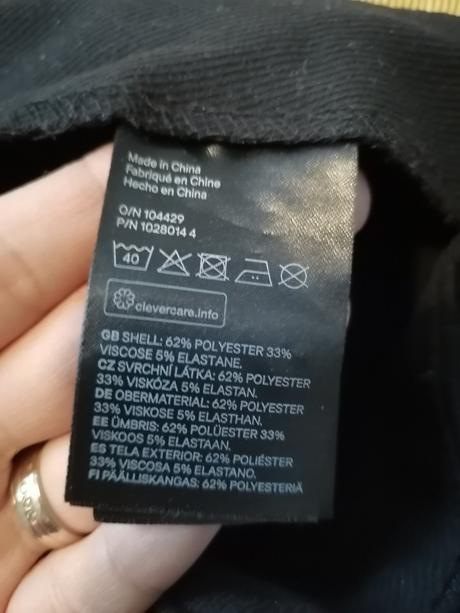 Made in China
Fabriqué en Chine
Hecho en China
O/N 104429
P/N 1028014 4
40
clevercare.info
GB SHELL: 62% POLYESTER 33%
VISCOSE 5% ELASTANE.
CZ SVRCHNÍ LÁTKA: 62% POLYESTER
33% VISKÓZA 5% ELASTAN.
DE OBERMATERIAL: 62% POLYESTER
33% VISKOSE 5% ELASTHAN.
EE ÜMBRIS: 62% POLÜESTER 33%
VISKOOS 5% ELASTAAN.
ES TELA EXTERIOR: 62% POLIÉSTER
33% VISCOSA 5% ELASTANO.
FI PÄÄLLISKANGAS: 62% POLYESTERIÄ